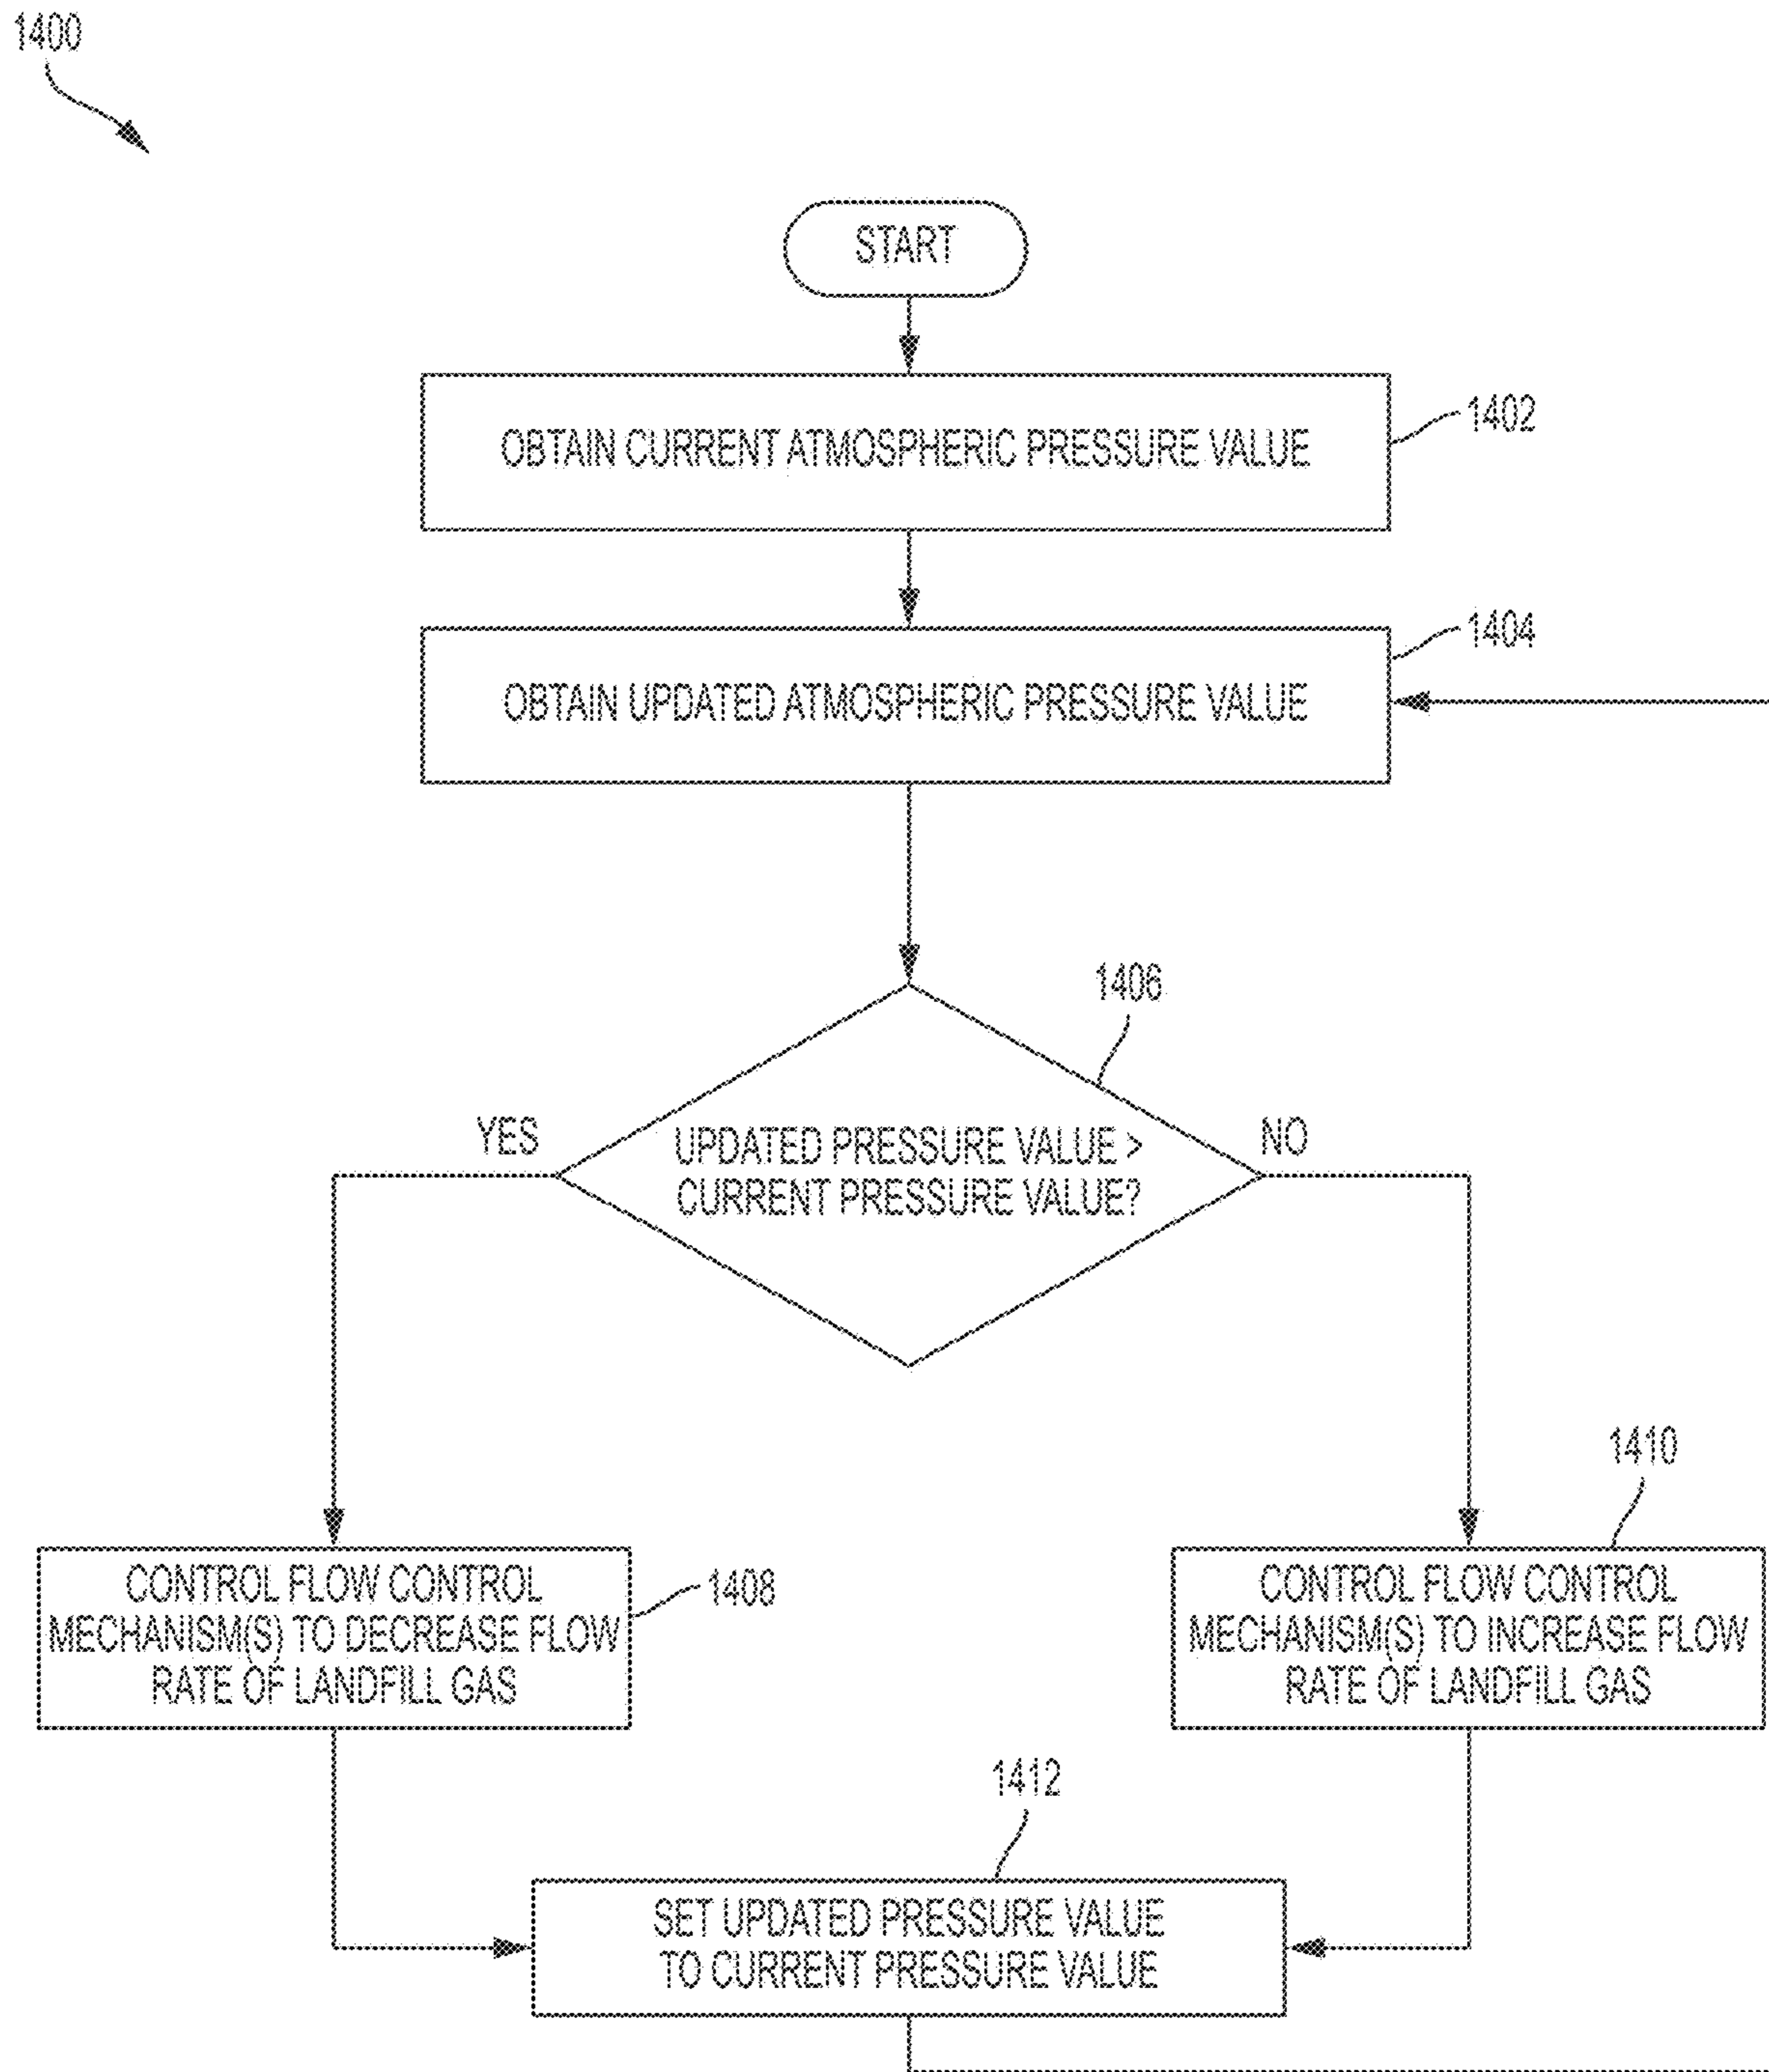 1400
START
OBTAIN CURRENT ATMOSPHERIC PRESSURE VALUE
1402
OBTAIN UPDATED ATMOSPHERIC PRESSURE VALUE
1404
1406
YES
UPDATED PRESSURE VALUE >
CURRENT PRESSURE VALUE?
NO
CONTROL FLOW CONTROL
MECHANISM(S) TO DECREASE FLOW
RATE OF LANDFILL GAS
1408
1410
CONTROL FLOW CONTROL
MECHANISM(S) TO INCREASE FLOW
RATE OF LANDFILL GAS
1412
SET UPDATED PRESSURE VALUE
TO CURRENT PRESSURE VALUE